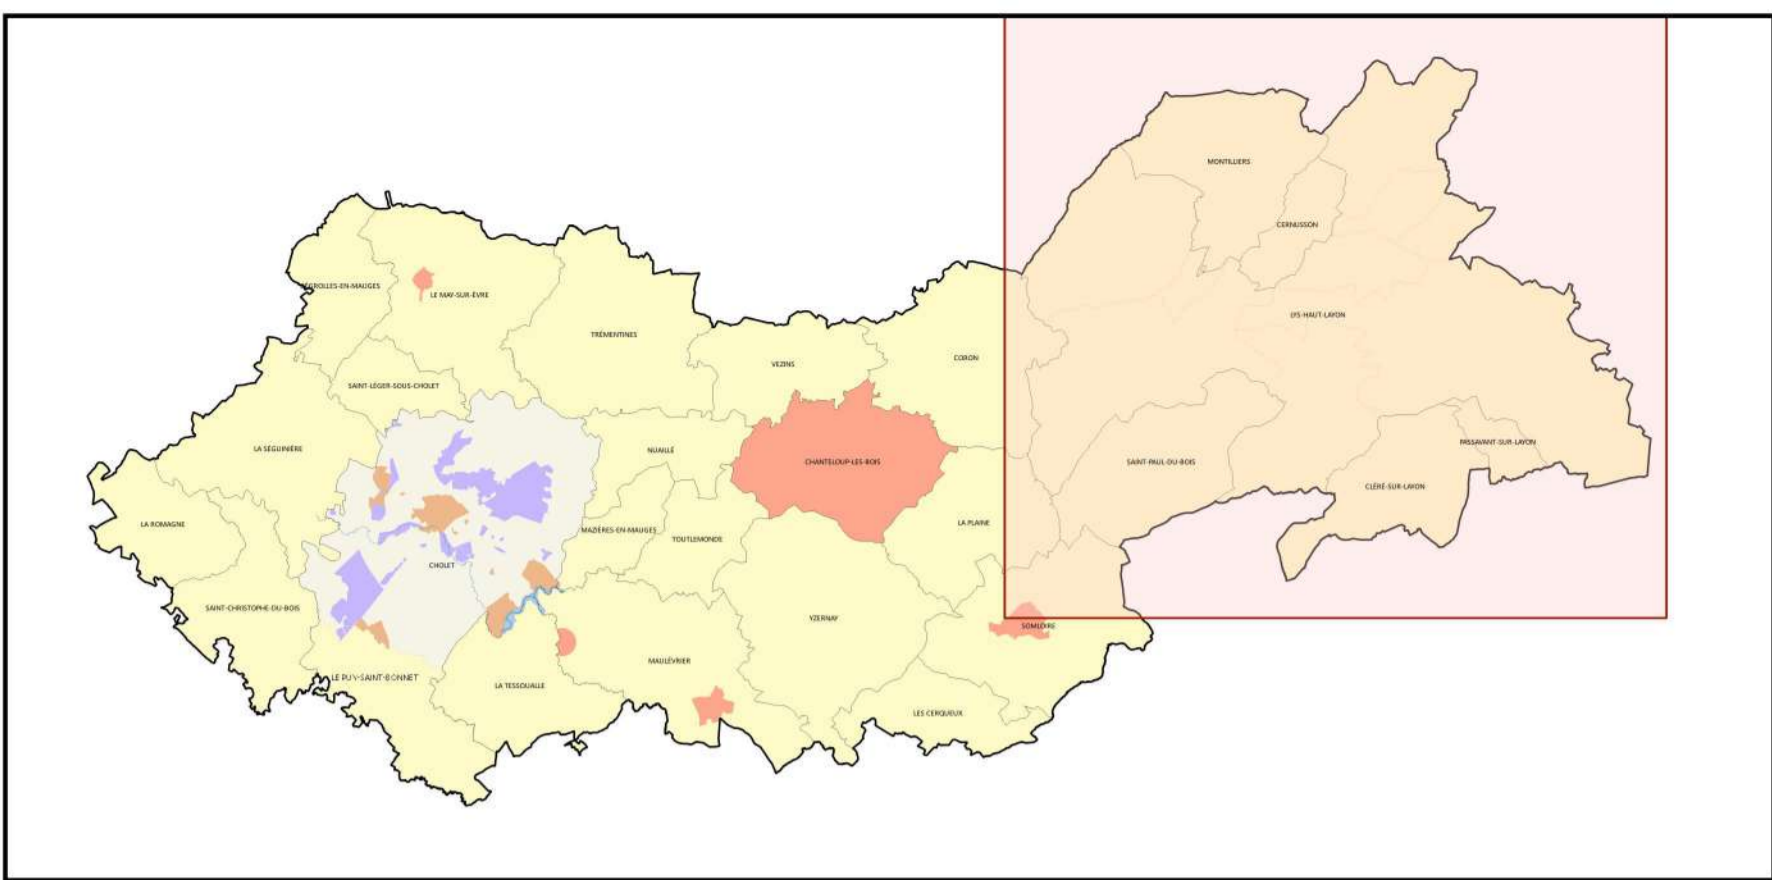 MONTILLIERS
CERNUSSON
LYS-HAUT-LAYON
ÉGROLLES-EN-MAUGES
LE MAY-SUR-ÈVRE
TRÉMENTINES
VEZINS
CORON
SAINT-LÉGER-SOUS-CHOLET
LA SÉGUINIÈRE
NUAILLÉ
CHANTELOUP-LES-BOIS
SAINT-PAUL-DU-BOIS
PASSAVANT-SUR-LAYON
CLÉRÉ-SUR-LAYON
LA ROMAGNE
MAZIÈRES-EN-MAUGES
TOUTLEMONDE
LA PLAINE
CHOLET
SAINT-CHRISTOPHE-DU-BOIS
YZERNAY
SOMLOIRE
MAULÉVRIER
LE PUY-SAINT-BONNET
LA TESSOUALLE
LES CERQUEUX